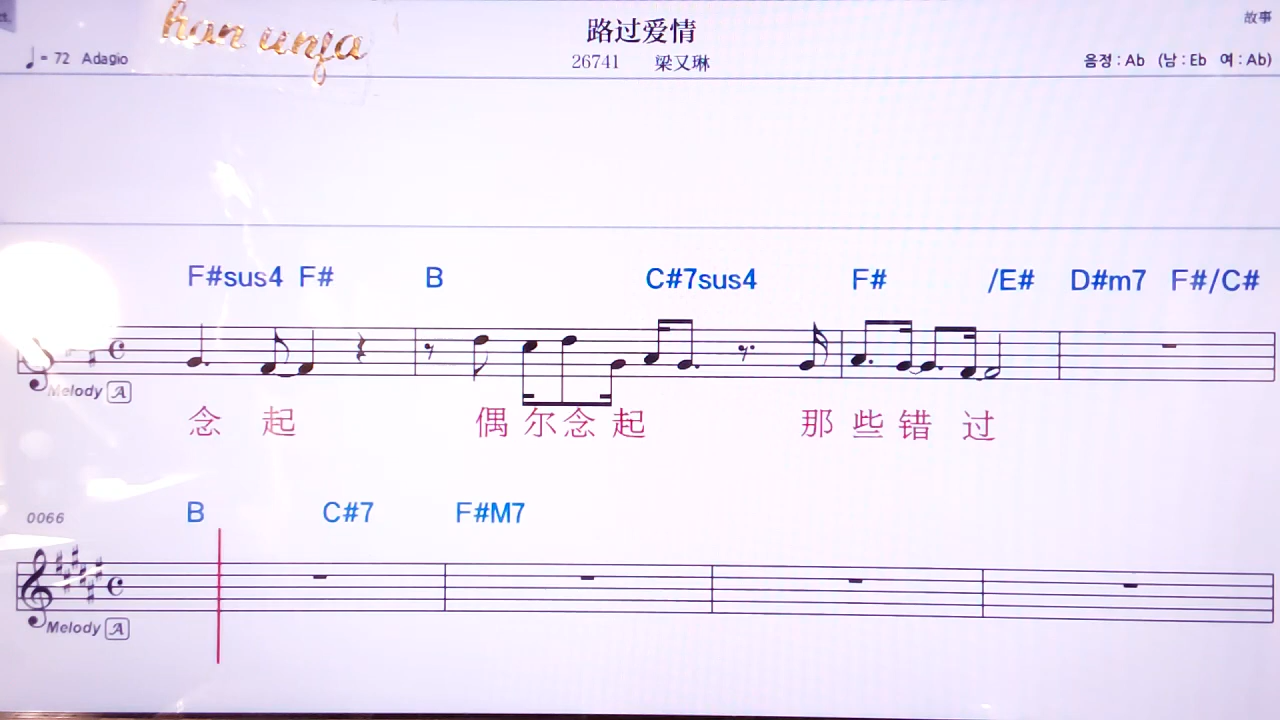 han unfa
路过爱情
故事
♩ = 72 Adagio
26741 梁又琳
음정 : Ab (남 : Eb 여 : Ab)
F#sus4 F# B C#7sus4 F# /E# D#m7 F#/C#
Melody A
念 起 偶 尔 念 起 那 些 错 过
0066
B C#7 F#M7
Melody A